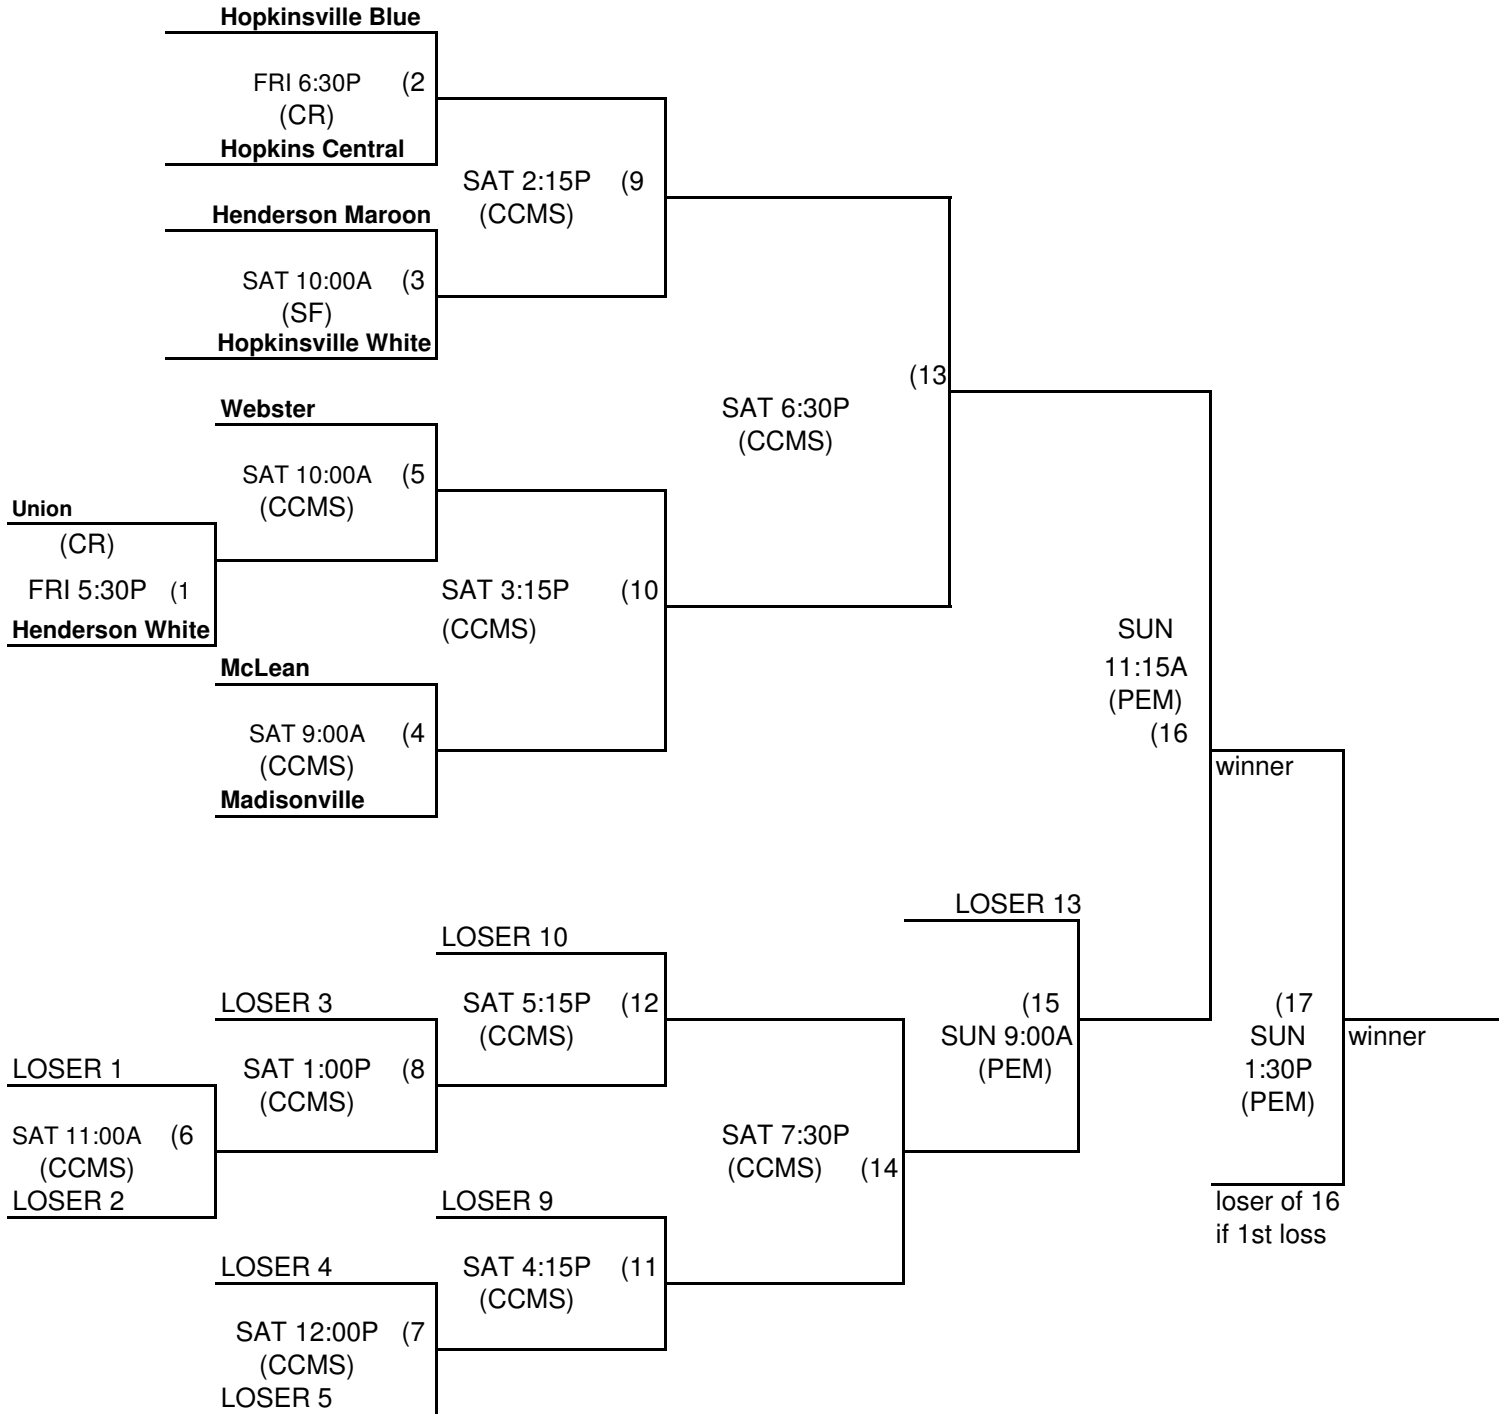 Hopkinsville Blue
FRI 6:30P (2
(CR)
Hopkins Central
SAT 2:15P (9
(CCMS)
Henderson Maroon
SAT 10:00A (3
(SF)
Hopkinsville White
(13
SAT 6:30P
(CCMS)
Webster
SAT 10:00A (5
(CCMS)
Union
(CR)
FRI 5:30P (1
Henderson White
SAT 3:15P (10
(CCMS)
McLean
SAT 9:00A (4
(CCMS)
Madisonville
SUN
11:15A
(PEM)
(16
winner
LOSER 13
LOSER 10
LOSER 3
SAT 5:15P (12
(CCMS)
(15
SUN 9:00A
(PEM)
(17
SUN
1:30P
(PEM)
winner
LOSER 1
SAT 1:00P (8
(CCMS)
SAT 11:00A (6
(CCMS)
LOSER 2
SAT 7:30P
(CCMS) (14
LOSER 9
loser of 16
if 1st loss
LOSER 4
SAT 4:15P (11
(CCMS)
SAT 12:00P (7
(CCMS)
LOSER 5